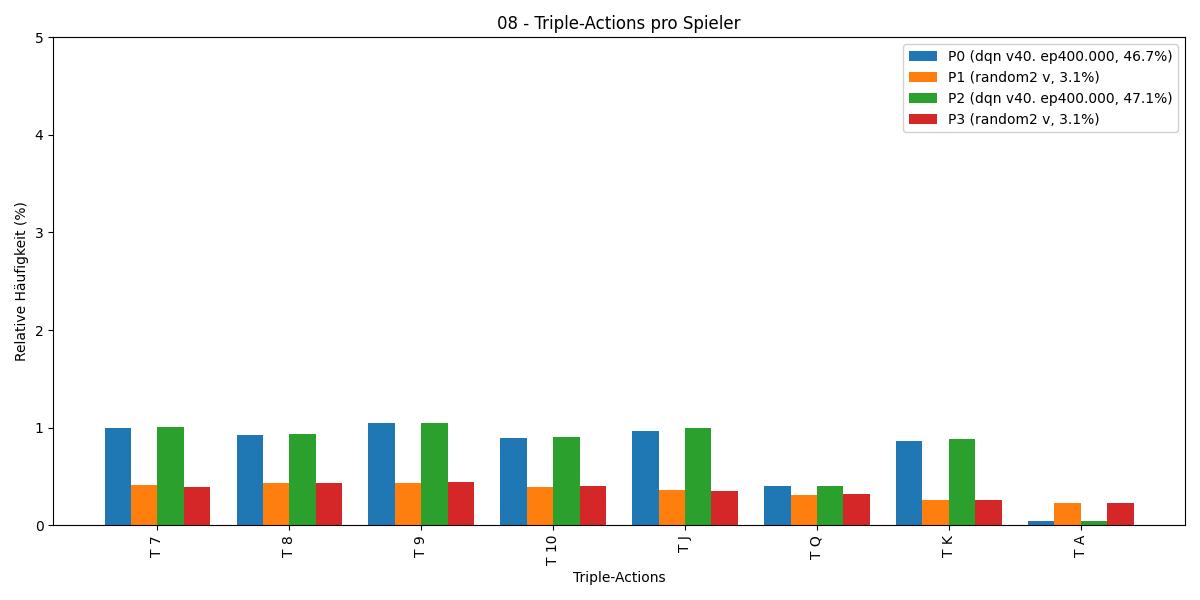 08 - Triple-Actions pro Spieler
P0 (dqn v40. ep400.000, 46.7%)
P1 (random2 v, 3.1%)
P2 (dqn v40. ep400.000, 47.1%)
P3 (random2 v, 3.1%)
Relative Häufigkeit (%)
5
4
3
2
1
0
T 7
T 8
T 9
T 10
T J
T Q
T K
T A
Triple-Actions